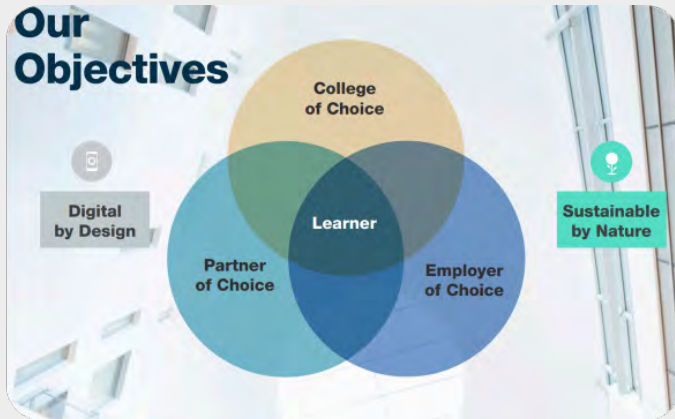 Our
Objectives
College
of Choice
Digital
by Design
Learner
Sustainable
by Nature
Partner
of Choice
Employer
of Choice